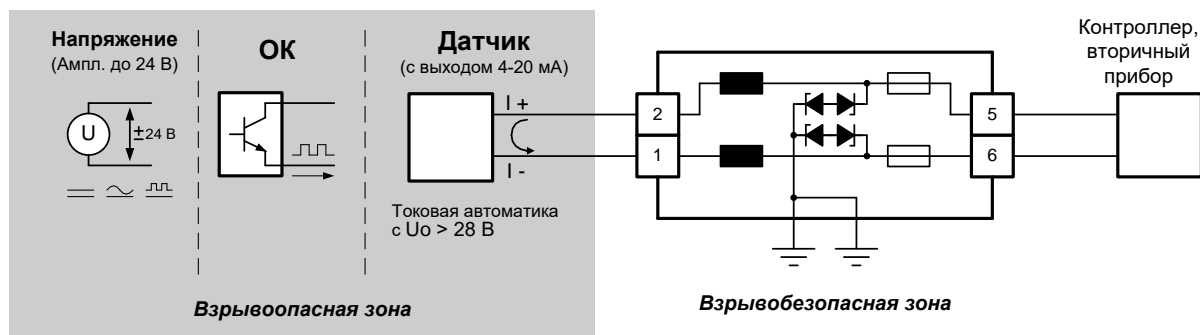 Напряжение
(Ампл. до 24 В)
U
±24 В
ОК
Датчик
(с выходом 4-20 мА)
I +
I -
Токовая автоматика
с Uo > 28 В
Взрывоопасная зона
2
1
5
6
Контроллер,
вторичный
прибор
Взрывобезопасная зона